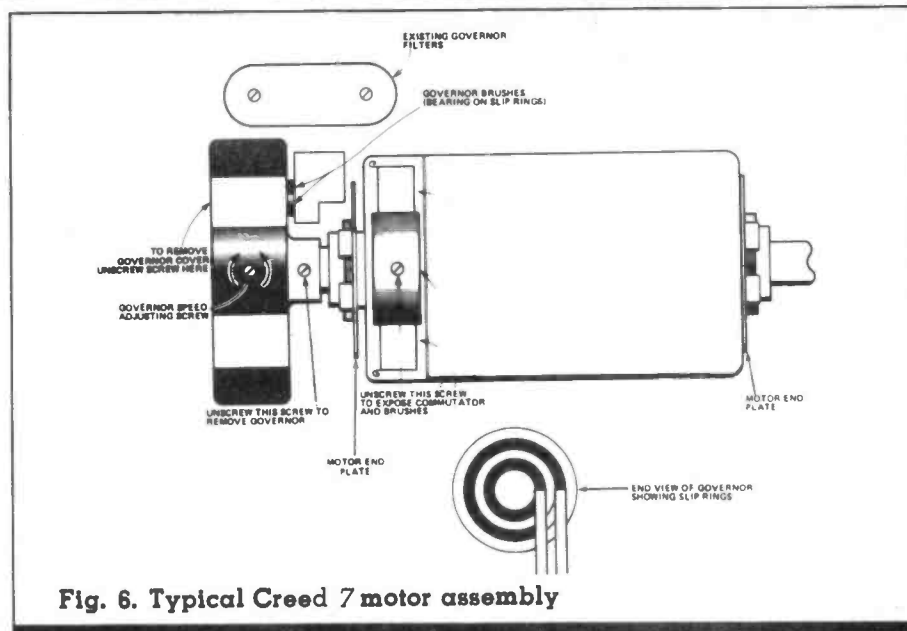 EXISTING GOVERNOR
FILTERS
GOVERNOR BRUSHES
(BEARING ON SLIP RINGS)
TO REMOVE
GOVERNOR COVER
UNSCREW SCREW HERE
GOVERNOR SPEED
ADJUSTING SCREW
UNSCREW THIS SCREW TO
REMOVE GOVERNOR
UNSCREW THIS SCREW
TO EXPOSE COMMUTATOR
AND BRUSHES
MOTOR END
PLATE
MOTOR END
PLATE
END VIEW OF GOVERNOR
SHOWING SLIP RINGS
Fig. 6. Typical Creed 7 motor assembly